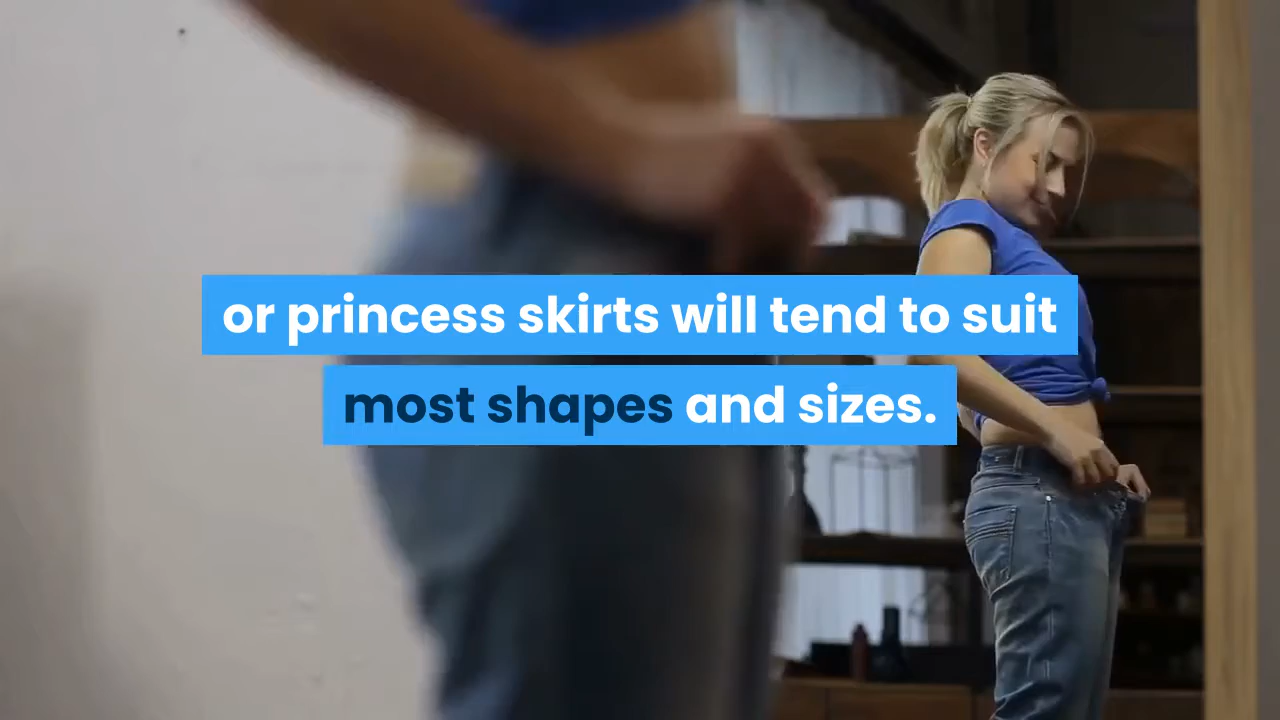 or princess skirts will tend to suit
most shapes and sizes.